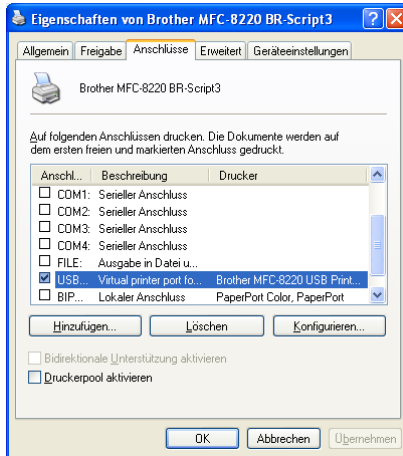 Eigenschaften von Brother MFC-8220 BR-Script3
Allgemein Freigabe Anschlüsse Erweitert Geräteeinstellungen
Brother MFC-8220 BR-Script3
Auf folgenden Anschlüssen drucken. Die Dokumente werden auf
dem ersten freien und markierten Anschluss gedruckt.
Anschl... Beschreibung Drucker
COM1: Serieller Anschluss
COM2: Serieller Anschluss
COM3: Serieller Anschluss
COM4: Serieller Anschluss
FILE: Ausgabe in Datei u...
USB... Virtual printer port fo... Brother MFC-8220 USB Print...
BIP... Lokaler Anschluss PaperPort Color, PaperPort
Hinzufügen... Löschen Konfigurieren...
Bidirektionale Unterstützung aktivieren
Druckerpool aktivieren
OK Abbrechen Übernehmen